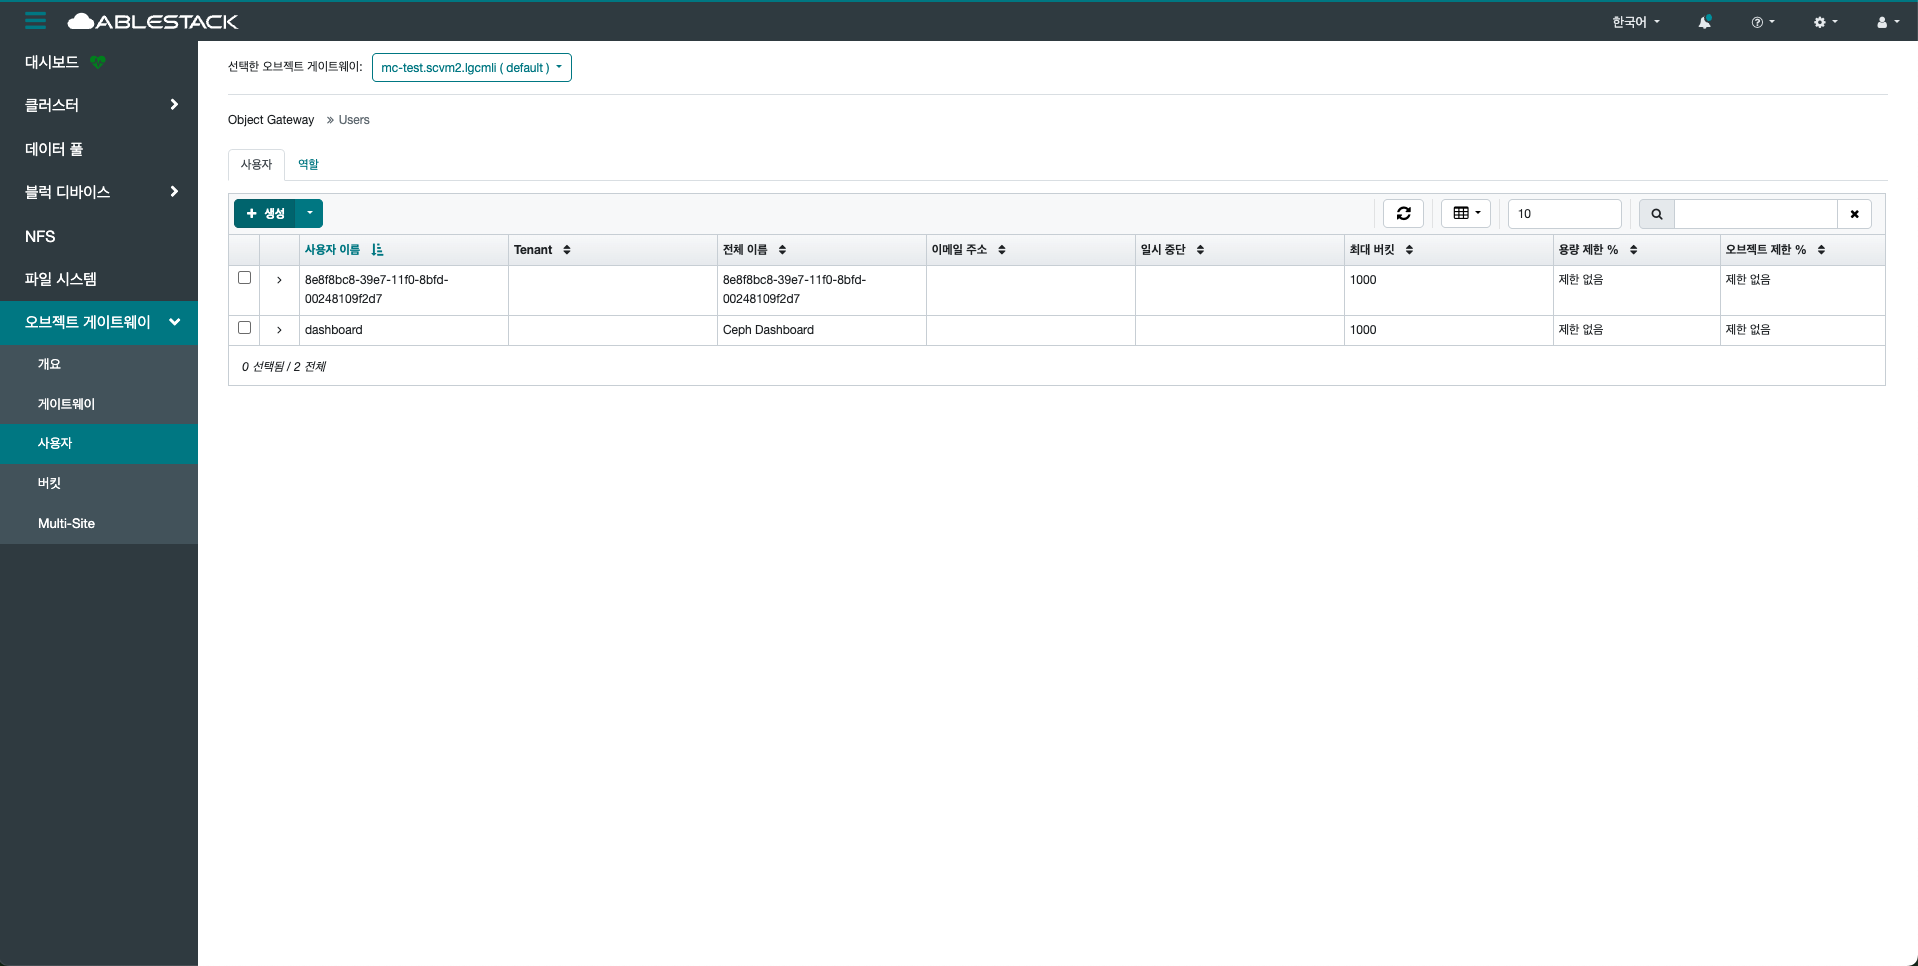 ABLESTACK
한국어
대시보드
클러스터
데이터 풀
블럭 디바이스
NFS
파일 시스템
오브젝트 게이트웨이
개요
게이트웨이
사용자
버킷
Multi-Site
선택한 오브젝트 게이트웨이: mc-test.scvm2.lgcmli ( default )
Object Gateway » Users
사용자 역할
생성 10
사용자 이름 Tenant 전체 이름 이메일 주소 일시 중단 최대 버킷 용량 제한 % 오브젝트 제한 %
8e8f8bc8-39e7-11f0-8bfd- 8e8f8bc8-39e7-11f0-8bfd- 1000 제한 없음 제한 없음
00248109f2d7 00248109f2d7
dashboard Ceph Dashboard 1000 제한 없음 제한 없음
0 선택됨 / 2 전체